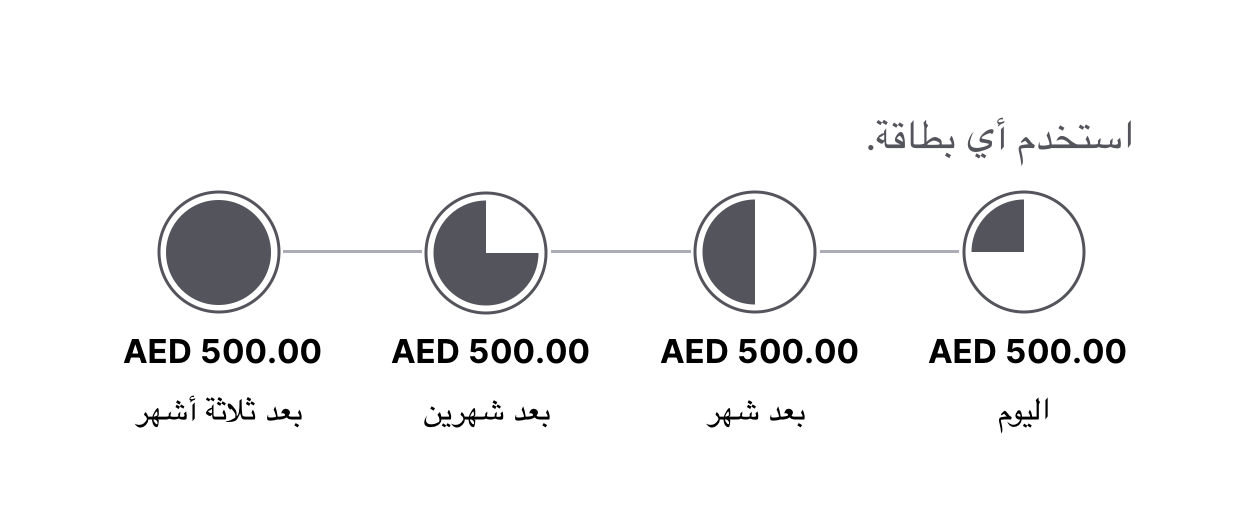 استخدم أي بطاقة.
AED 500.00 AED 500.00 AED 500.00 AED 500.00
اليوم بعد شهر بعد شهرين بعد ثلاثة أشهر